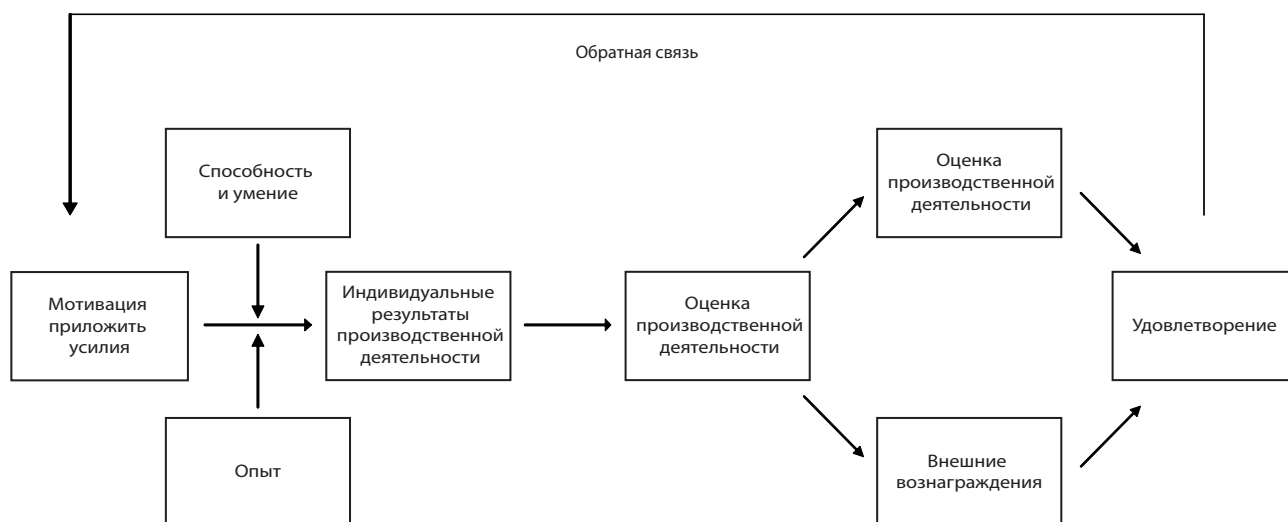 Обратная связь
Способность
и умение
Оценка
производственной
деятельности
Мотивация
приложить
усилия
Индивидуальные
результаты
производственной
деятельности
Оценка
производственной
деятельности
Удовлетворение
Опыт
Внешние
вознаграждения